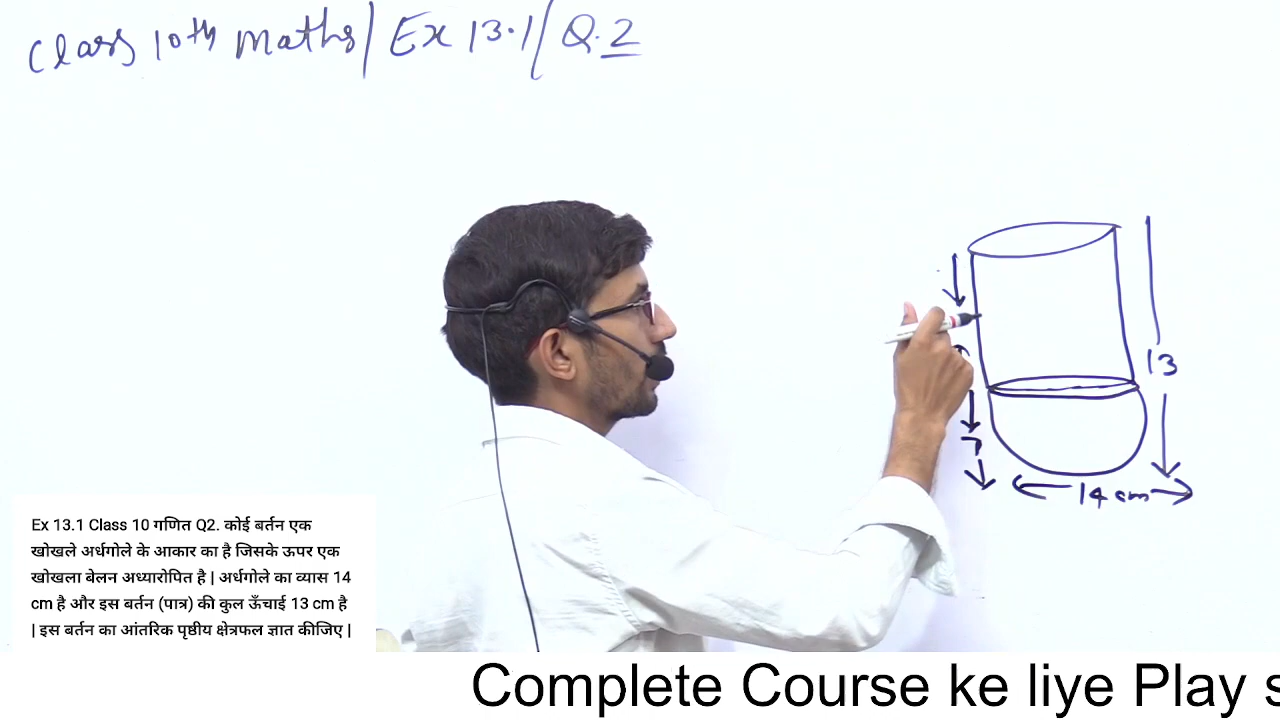 Class 10th maths/ Ex 13.1/ Q.2
13
7
14 cm
Ex 13.1 Class 10 गणित Q2. कोई बर्तन एक
खोखले अर्धगोले के आकार का है जिसके ऊपर एक
खोखला बेलन अध्यारोपित है | अर्धगोले का व्यास 14
cm है और इस बर्तन (पात्र) की कुल ऊँचाई 13 cm है
| इस बर्तन का आंतरिक पृष्ठीय क्षेत्रफल ज्ञात कीजिए |
Complete Course ke liye Play s